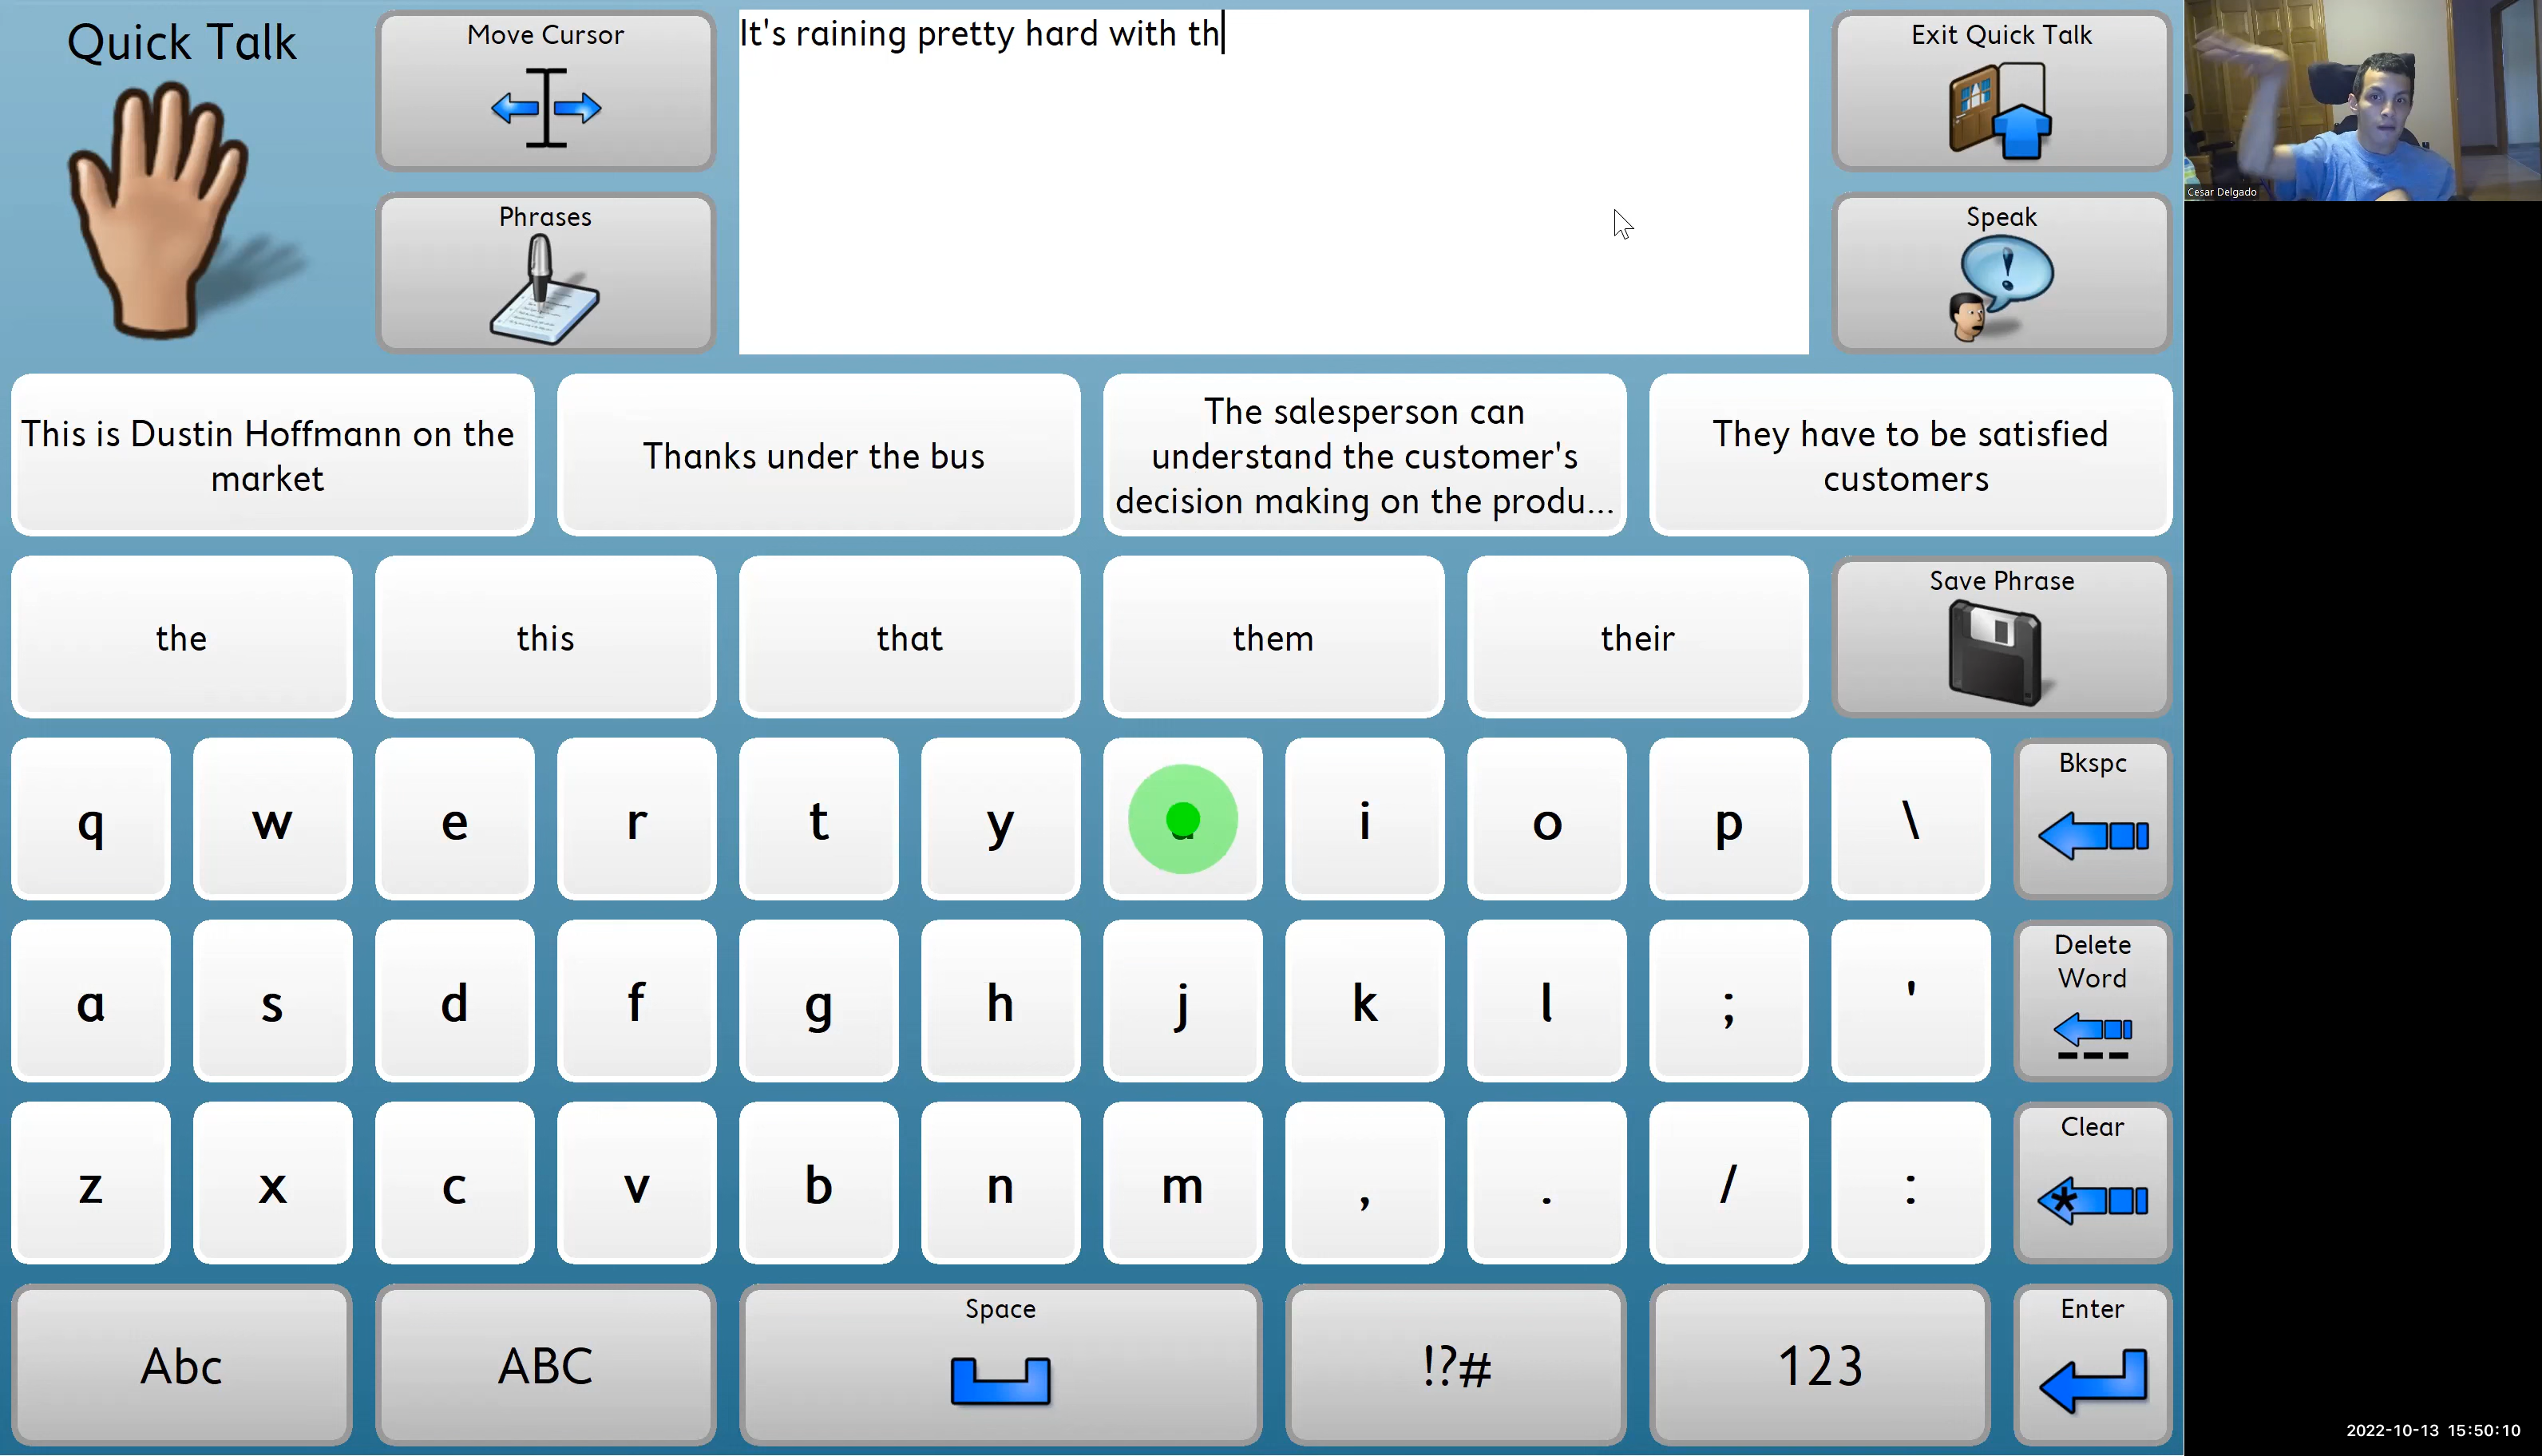 Quick Talk
Move Cursor
It's raining pretty hard with th
Exit Quick Talk
Cesar Delgado
Phrases
Speak
This is Dustin Hoffmann on the
market
Thanks under the bus
The salesperson can
understand the customer's
decision making on the produ...
They have to be satisfied
customers
the
this
that
them
their
Save Phrase
q w e r t y u i o p \
Bkspc
a s d f g h j k l ; '
Delete
Word
z x c v b n m , . / :
Clear
Abc
ABC
Space
!?#
123
Enter
2022-10-13 15:50:10